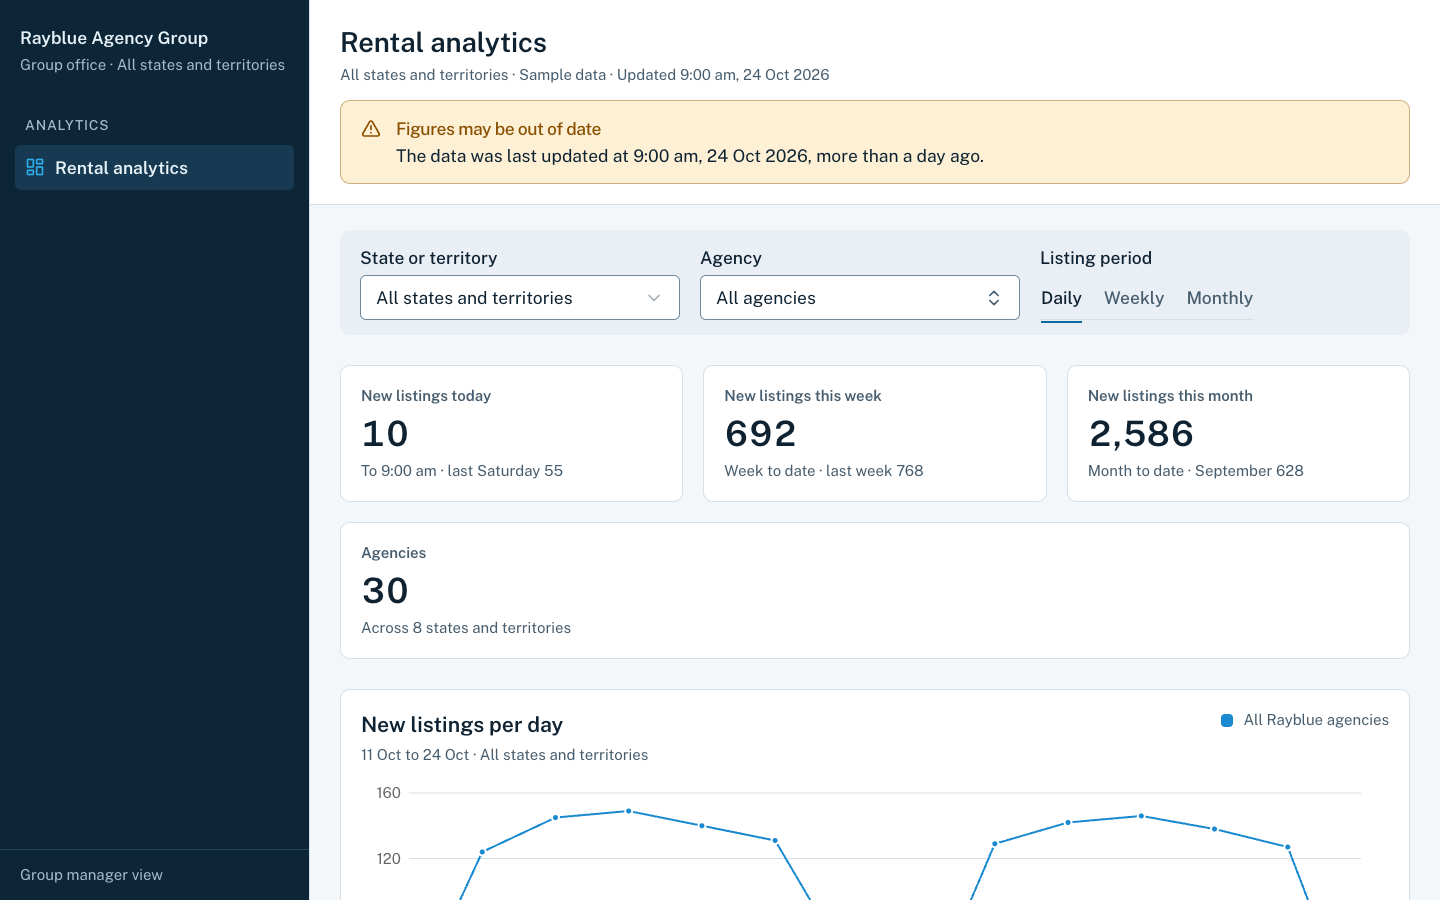 Rayblue Agency Group
Group office · All states and territories
ANALYTICS
Rental analytics
Group manager view
Rental analytics
All states and territories · Sample data · Updated 9:00 am, 24 Oct 2026
Figures may be out of date
The data was last updated at 9:00 am, 24 Oct 2026, more than a day ago.
State or territory
All states and territories
Agency
All agencies
Listing period
Daily Weekly Monthly
New listings today
10
To 9:00 am · last Saturday 55
New listings this week
692
Week to date · last week 768
New listings this month
2,586
Month to date · September 628
Agencies
30
Across 8 states and territories
New listings per day
11 Oct to 24 Oct · All states and territories
All Rayblue agencies
160
120